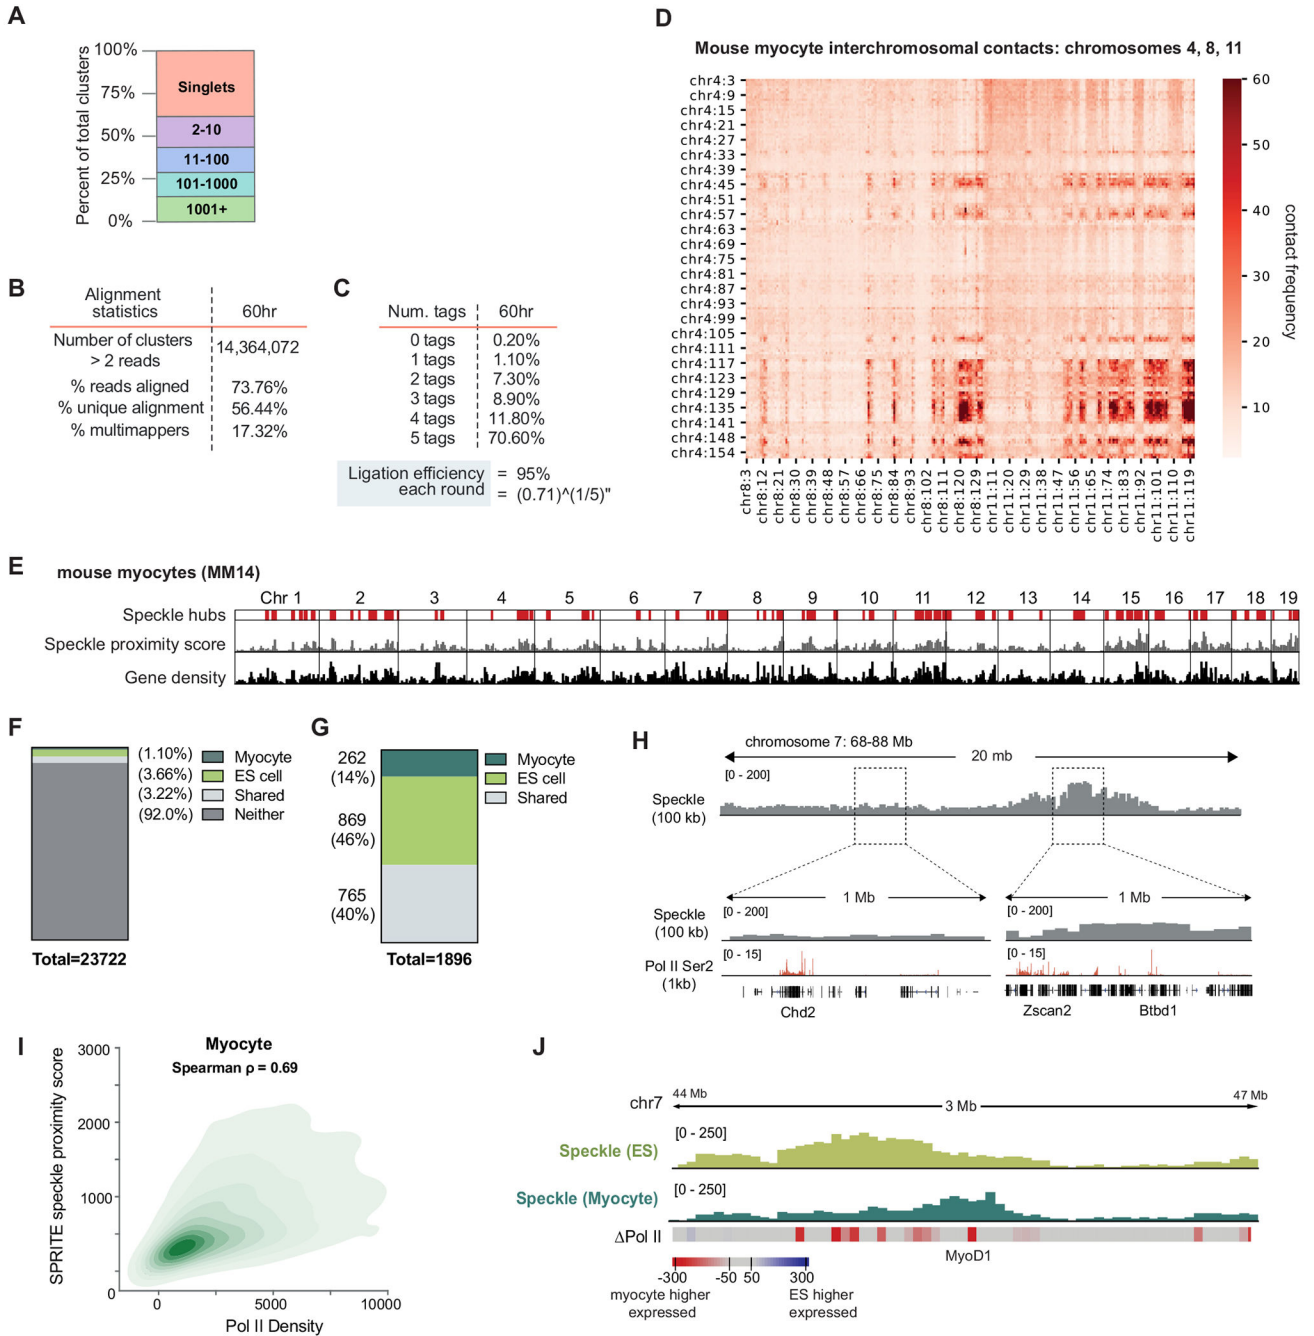 A
100%
75%
50%
25%
0%
Percent of total clusters
Singlets
2-10
11-100
101-1000
1001+
B
Alignment
statistics
60hr
Number of clusters
> 2 reads
14,364,072
% reads aligned 73.76%
% unique alignment 56.44%
% multimappers 17.32%
C
Num. tags 60hr
0 tags 0.20%
1 tags 1.10%
2 tags 7.30%
3 tags 8.90%
4 tags 11.80%
5 tags 70.60%
Ligation efficiency = 95%
each round = (0.71)^(1/5)"
D
Mouse myocyte interchromosomal contacts: chromosomes 4, 8, 11
chr4:3
chr4:9
chr4:15
chr4:21
chr4:27
chr4:33
chr4:39
chr4:45
chr4:51
chr4:57
chr4:63
chr4:69
chr4:75
chr4:81
chr4:87
chr4:93
chr4:99
chr4:105
chr4:111
chr4:117
chr4:123
chr4:129
chr4:135
chr4:141
chr4:148
chr4:154
chr8:3
chr8:12
chr8:21
chr8:30
chr8:39
chr8:48
chr8:57
chr8:66
chr8:75
chr8:84
chr8:93
chr8:102
chr8:111
chr8:120
chr8:129
chr11:11
chr11:20
chr11:29
chr11:38
chr11:47
chr11:56
chr11:65
chr11:74
chr11:83
chr11:92
chr11:101
chr11:110
chr11:119
60
50
40
30
20
10
contact frequency
E
mouse myocytes (MM14)
Chr 1 2 3 4 5 6 7 8 9 10 11 12 13 14 15 16 17 18 19
Speckle hubs
Speckle proximity score
Gene density
F
(1.10%) Myocyte
(3.66%) ES cell
(3.22%) Shared
(92.0%) Neither
Total=23722
G
262
(14%)
869
(46%)
765
(40%)
Myocyte
ES cell
Shared
Total=1896
H
chromosome 7: 68-88 Mb
20 mb
[0 - 200]
Speckle
(100 kb)
1 Mb
1 Mb
Speckle
(100 kb)
[0 - 200]
[0 - 200]
Pol II Ser2
(1kb)
[0 - 15]
[0 - 15]
Chd2
Zscan2
Btbd1
I
Myocyte
Spearman ρ = 0.69
SPRITE speckle proximity score
3000
2000
1000
0
0
5000
10000
Pol II Density
J
44 Mb
47 Mb
chr7
3 Mb
Speckle (ES)
[0 - 250]
Speckle (Myocyte)
[0 - 250]
ΔPol II
MyoD1
-300 -50 50 300
myocyte higher
expressed
ES higher
expressed